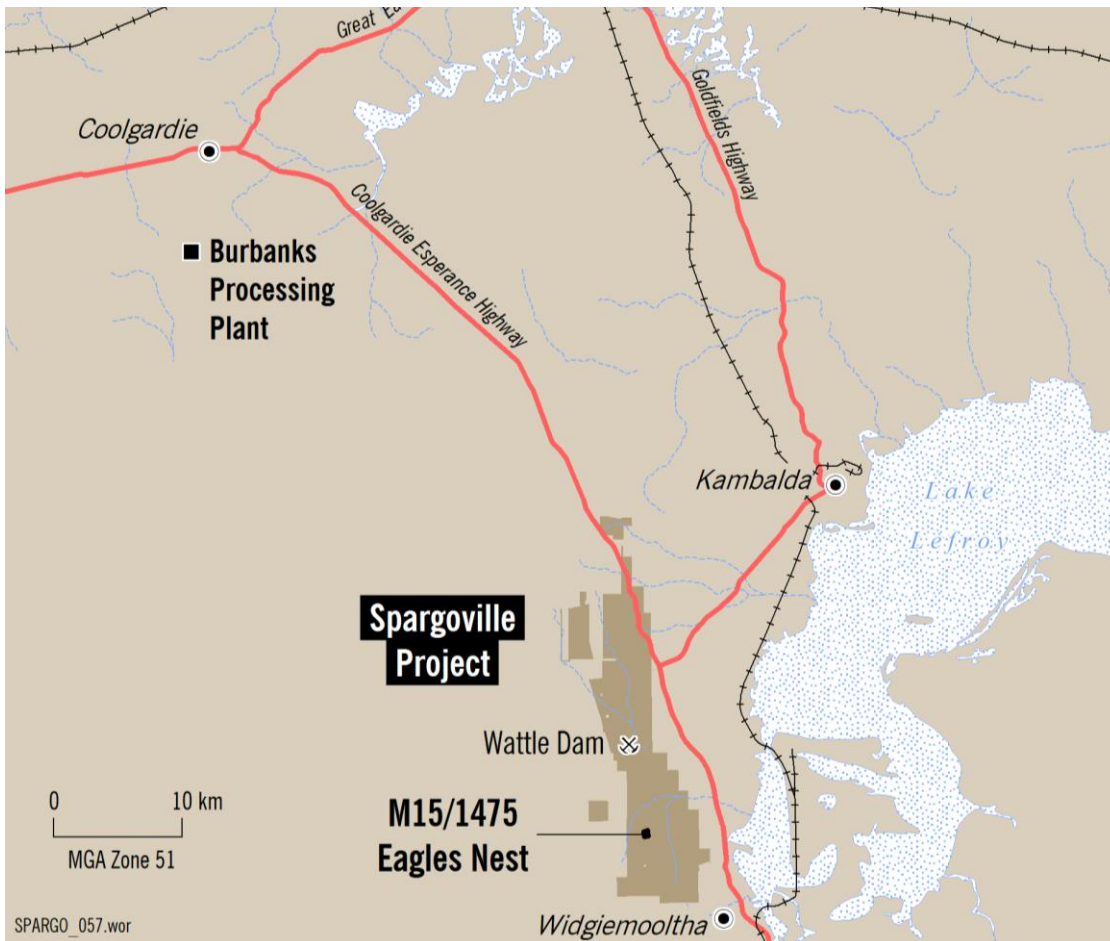 Great Ea
Coolgardie
Goldfields Highway
Coolgardie Esperance Highway
Burbanks
Processing
Plant
Kambalda
Lake
Lefroy
Spargoville
Project
Wattle Dam
0 10 km
MGA Zone 51
M15/1475
Eagles Nest
Widgiemooltha
SPARGO_057.wor